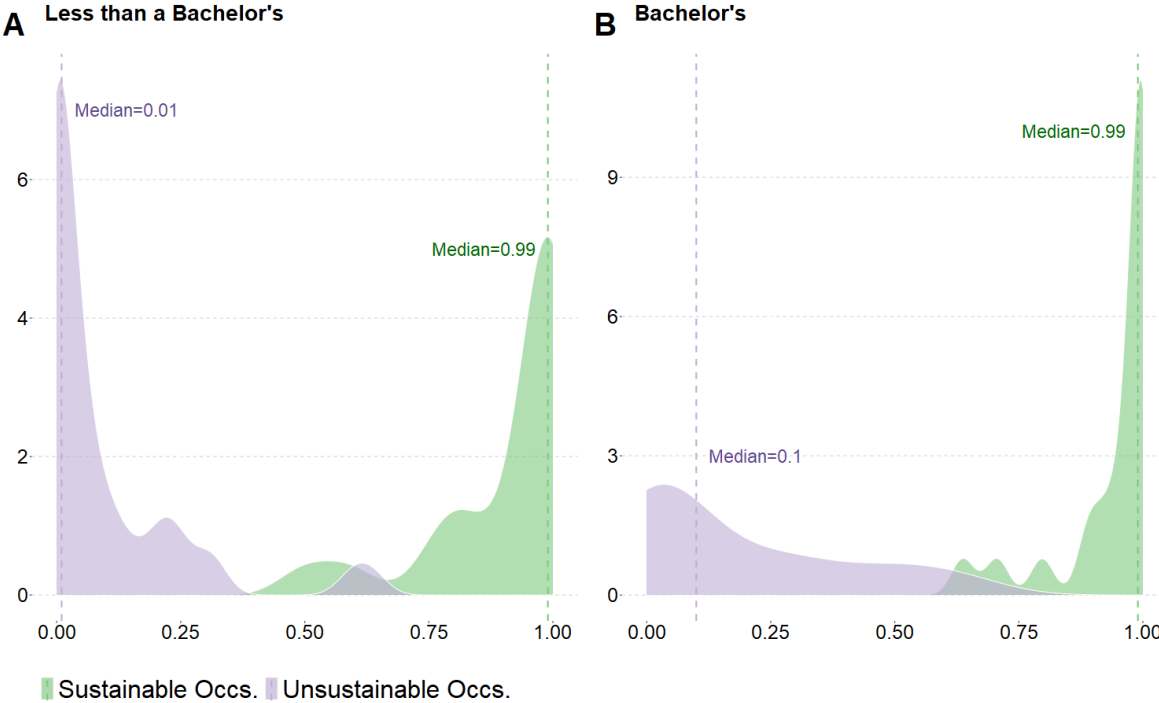 A Less than a Bachelor's
Median=0.01
Median=0.99
6
4
2
0
0.00 0.25 0.50 0.75 1.00
B Bachelor's
Median=0.99
Median=0.1
9
6
3
0
0.00 0.25 0.50 0.75 1.00
Sustainable Occs. Unsustainable Occs.